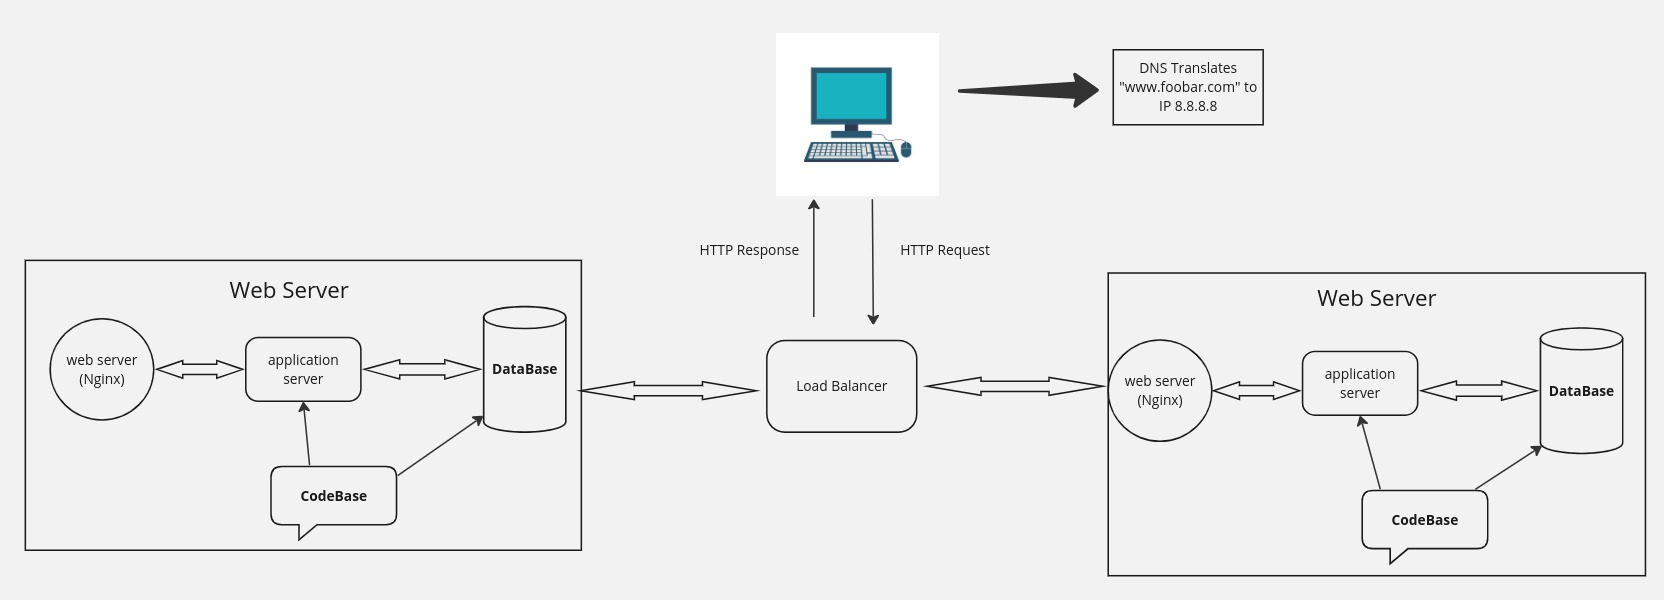 DNS Translates
"www.foobar.com" to
IP 8.8.8.8
HTTP Response
HTTP Request
Web Server
web server
(Nginx)
application
server
DataBase
CodeBase
Load Balancer
Web Server
web server
(Nginx)
application
server
DataBase
CodeBase